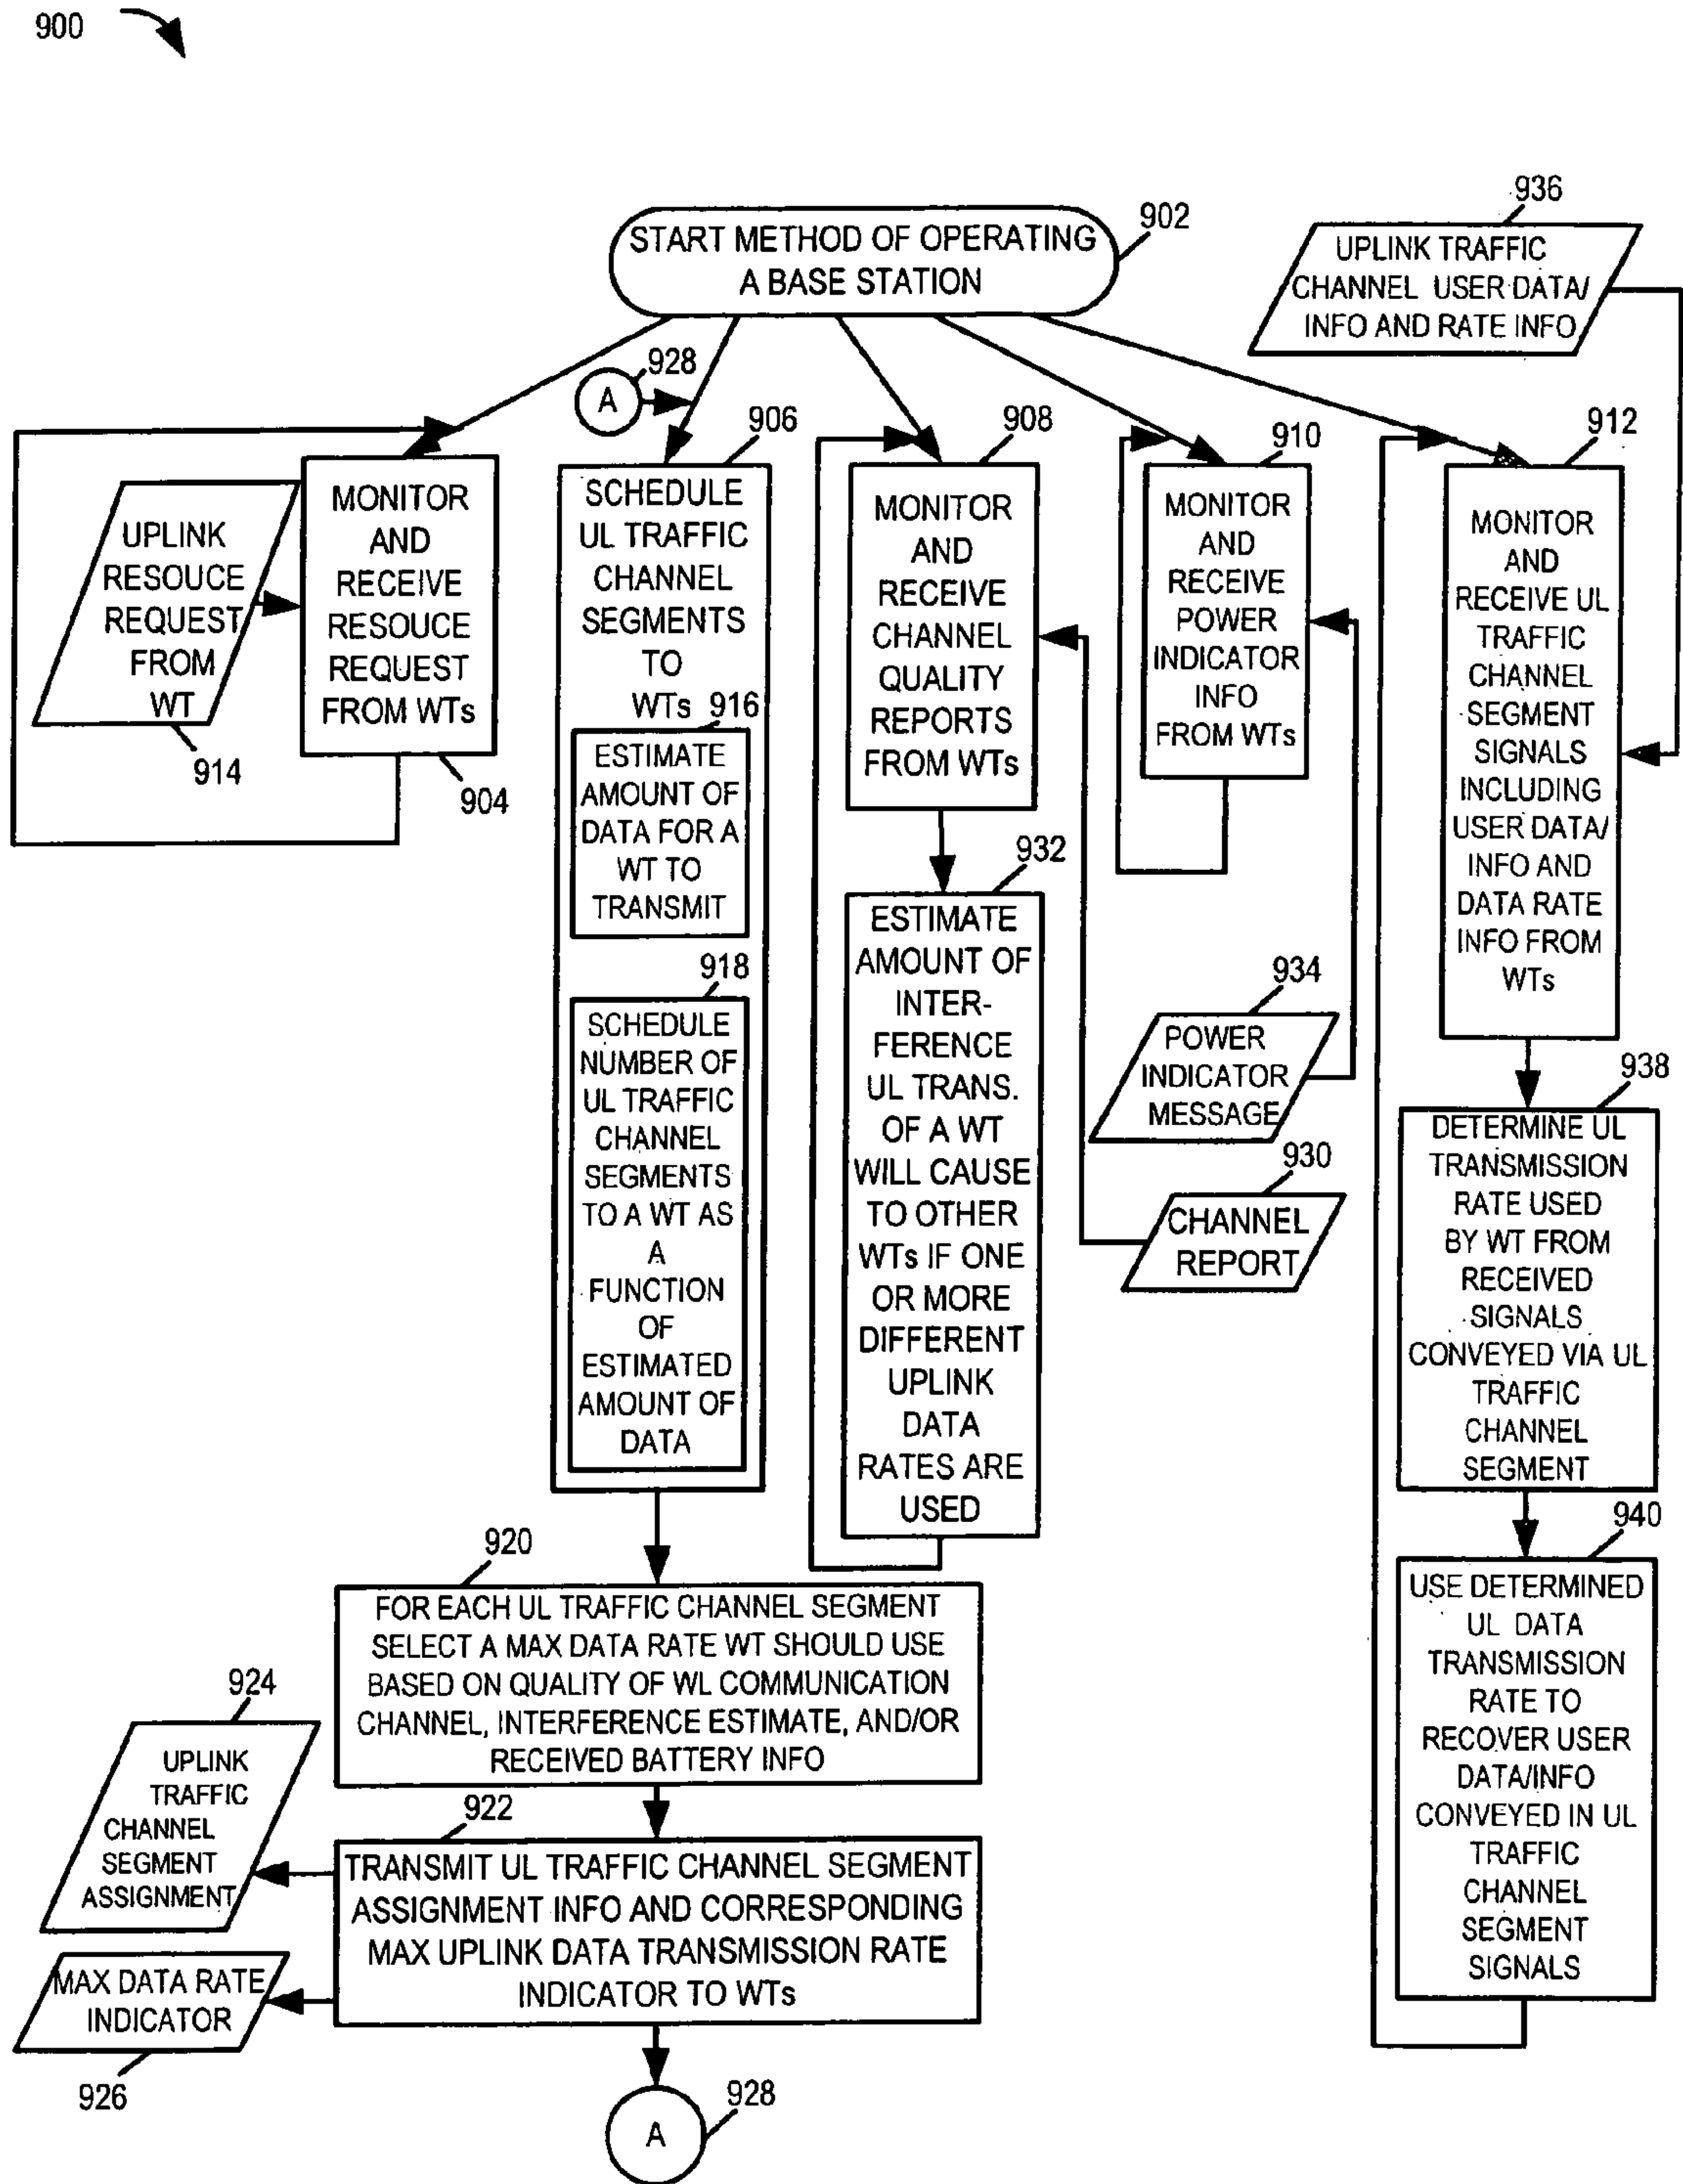 900
START METHOD OF OPERATING
A BASE STATION
902
936
UPLINK TRAFFIC
CHANNEL USER DATA/
INFO AND RATE INFO
A
928
904
MONITOR
AND
RECEIVE
RESOUCE
REQUEST
FROM WTs
UPLINK
RESOUCE
REQUEST
FROM
WT
914
906
SCHEDULE
UL TRAFFIC
CHANNEL
SEGMENTS
TO
WTs
916
ESTIMATE
AMOUNT OF
DATA FOR A
WT TO
TRANSMIT
918
SCHEDULE
NUMBER OF
UL TRAFFIC
CHANNEL
SEGMENTS
TO A WT AS
A
FUNCTION
OF
ESTIMATED
AMOUNT OF
DATA
908
MONITOR
AND
RECEIVE
CHANNEL
QUALITY
REPORTS
FROM WTs
932
ESTIMATE
AMOUNT OF
INTER-
FERENCE
UL TRANS.
OF A WT
WILL CAUSE
TO OTHER
WTs IF ONE
OR MORE
DIFFERENT
UPLINK
DATA
RATES ARE
USED
910
MONITOR
AND
RECEIVE
POWER
INDICATOR
INFO
FROM WTs
934
POWER
INDICATOR
MESSAGE
930
CHANNEL
REPORT
912
MONITOR
AND
RECEIVE UL
TRAFFIC
CHANNEL
SEGMENT
SIGNALS
INCLUDING
USER DATA/
INFO AND
DATA RATE
INFO FROM
WTs
938
DETERMINE UL
TRANSMISSION
RATE USED
BY WT FROM
RECEIVED
SIGNALS
CONVEYED VIA UL
TRAFFIC
CHANNEL
SEGMENT
940
USE DETERMINED
UL DATA
TRANSMISSION
RATE TO
RECOVER USER
DATA/INFO
CONVEYED IN UL
TRAFFIC
CHANNEL
SEGMENT
SIGNALS
920
FOR EACH UL TRAFFIC CHANNEL SEGMENT
SELECT A MAX DATA RATE WT SHOULD USE
BASED ON QUALITY OF WL COMMUNICATION
CHANNEL, INTERFERENCE ESTIMATE, AND/OR
RECEIVED BATTERY INFO
924
UPLINK
TRAFFIC
CHANNEL
SEGMENT
ASSIGNMENT
922
TRANSMIT UL TRAFFIC CHANNEL SEGMENT
ASSIGNMENT INFO AND CORRESPONDING
MAX UPLINK DATA TRANSMISSION RATE
INDICATOR TO WTs
MAX DATA RATE
INDICATOR
926
A
928